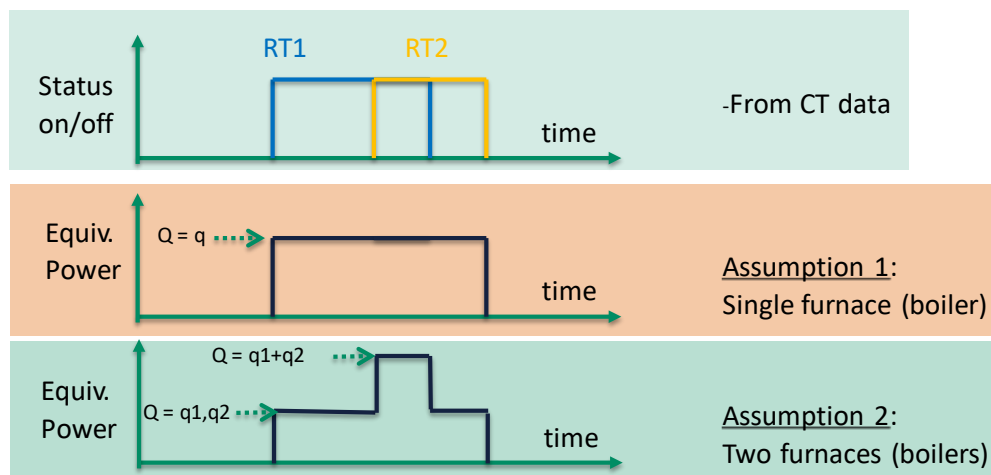 RT1 RT2
Status
on/off
time
-From CT data
Equiv.
Power
Q = q
time
Assumption 1:
Single furnace (boiler)
Equiv.
Power
Q = q1+q2
Q = q1,q2
time
Assumption 2:
Two furnaces (boilers)